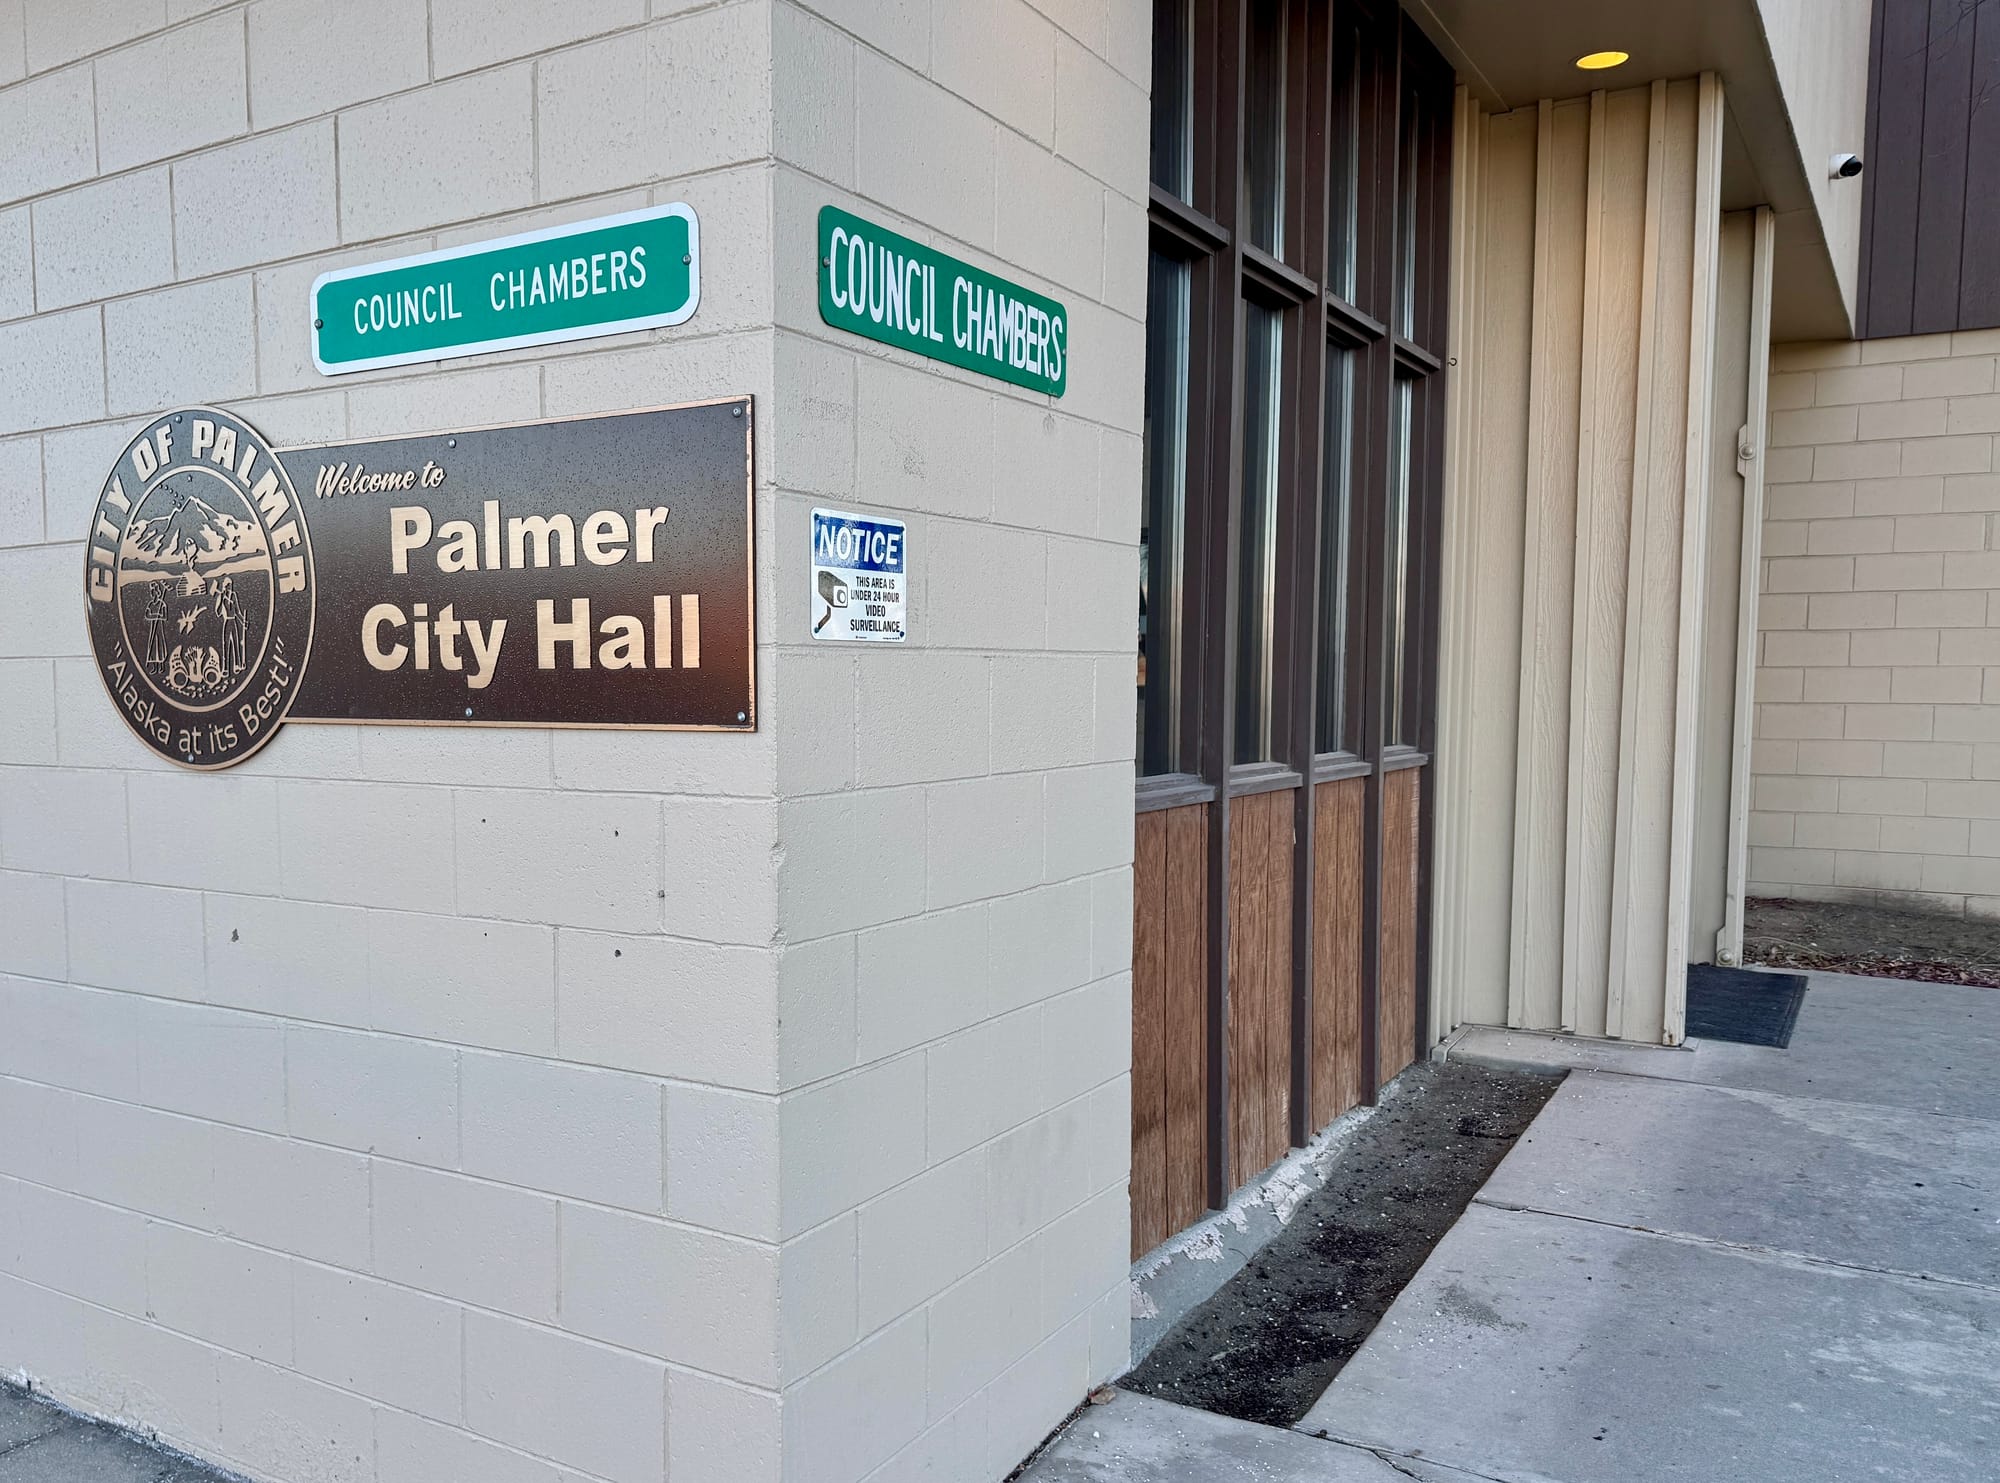 COUNCIL CHAMBERS
COUNCIL CHAMBERS
CITY OF PALMER
"Alaska at its Best!"
Welcome to
Palmer
City Hall
NOTICE
THIS AREA IS
UNDER 24 HOUR
VIDEO
SURVEILLANCE